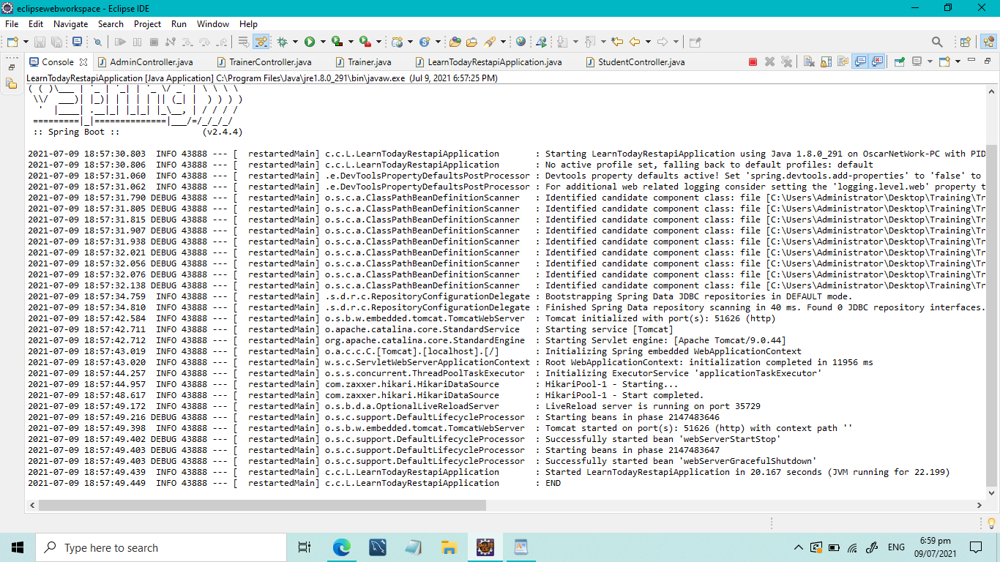 eclipsewebworkspace - Eclipse IDE
File Edit Navigate Search Project Run Window Help
Console AdminController.java TrainerController.java Trainer.java LearnTodayRestapiApplication.java StudentController.java
LearnTodayRestapiApplication [Java Application] C:\Program Files\Java\jre1.8.0_291\bin\javaw.exe (Jul 9, 2021 6:57:25 PM)
( ( )\___ | '_ | '_| | '_ \/ _` | \ \ \ \
\\/  ___)| |_)| | | | | || (_| |  ) ) ) )
'  |____| .__|_| |_|_| |_\__, | / / / /
=========|_|==============|___/=/_/_/_/
:: Spring Boot :: (v2.4.4)
2021-07-09 18:57:30.803 INFO 43888 --- [ restartedMain] c.c.L.LearnTodayRestapiApplication : Starting LearnTodayRestapiApplication using Java 1.8.0_291 on OscarNetWork-PC with PID
2021-07-09 18:57:30.806 INFO 43888 --- [ restartedMain] c.c.L.LearnTodayRestapiApplication : No active profile set, falling back to default profiles: default
2021-07-09 18:57:31.060 INFO 43888 --- [ restartedMain] .e.DevToolsPropertyDefaultsPostProcessor : Devtools property defaults active! Set 'spring.devtools.add-properties' to 'false' to
2021-07-09 18:57:31.062 INFO 43888 --- [ restartedMain] .e.DevToolsPropertyDefaultsPostProcessor : For additional web related logging consider setting the 'logging.level.web' property t
2021-07-09 18:57:31.790 DEBUG 43888 --- [ restartedMain] o.s.c.a.ClassPathBeanDefinitionScanner : Identified candidate component class: file [C:\Users\Administrator\Desktop\Training\Tr
2021-07-09 18:57:31.805 DEBUG 43888 --- [ restartedMain] o.s.c.a.ClassPathBeanDefinitionScanner : Identified candidate component class: file [C:\Users\Administrator\Desktop\Training\Tr
2021-07-09 18:57:31.815 DEBUG 43888 --- [ restartedMain] o.s.c.a.ClassPathBeanDefinitionScanner : Identified candidate component class: file [C:\Users\Administrator\Desktop\Training\Tr
2021-07-09 18:57:31.907 DEBUG 43888 --- [ restartedMain] o.s.c.a.ClassPathBeanDefinitionScanner : Identified candidate component class: file [C:\Users\Administrator\Desktop\Training\Tr
2021-07-09 18:57:31.938 DEBUG 43888 --- [ restartedMain] o.s.c.a.ClassPathBeanDefinitionScanner : Identified candidate component class: file [C:\Users\Administrator\Desktop\Training\Tr
2021-07-09 18:57:32.021 DEBUG 43888 --- [ restartedMain] o.s.c.a.ClassPathBeanDefinitionScanner : Identified candidate component class: file [C:\Users\Administrator\Desktop\Training\Tr
2021-07-09 18:57:32.056 DEBUG 43888 --- [ restartedMain] o.s.c.a.ClassPathBeanDefinitionScanner : Identified candidate component class: file [C:\Users\Administrator\Desktop\Training\Tr
2021-07-09 18:57:32.076 DEBUG 43888 --- [ restartedMain] o.s.c.a.ClassPathBeanDefinitionScanner : Identified candidate component class: file [C:\Users\Administrator\Desktop\Training\Tr
2021-07-09 18:57:32.138 DEBUG 43888 --- [ restartedMain] o.s.c.a.ClassPathBeanDefinitionScanner : Identified candidate component class: file [C:\Users\Administrator\Desktop\Training\Tr
2021-07-09 18:57:34.759 INFO 43888 --- [ restartedMain] .s.d.r.c.RepositoryConfigurationDelegate : Bootstrapping Spring Data JDBC repositories in DEFAULT mode.
2021-07-09 18:57:34.810 INFO 43888 --- [ restartedMain] .s.d.r.c.RepositoryConfigurationDelegate : Finished Spring Data repository scanning in 40 ms. Found 0 JDBC repository interfaces.
2021-07-09 18:57:42.584 INFO 43888 --- [ restartedMain] o.s.b.w.embedded.tomcat.TomcatWebServer : Tomcat initialized with port(s): 51626 (http)
2021-07-09 18:57:42.711 INFO 43888 --- [ restartedMain] o.apache.catalina.core.StandardService : Starting service [Tomcat]
2021-07-09 18:57:42.712 INFO 43888 --- [ restartedMain] org.apache.catalina.core.StandardEngine : Starting Servlet engine: [Apache Tomcat/9.0.44]
2021-07-09 18:57:43.019 INFO 43888 --- [ restartedMain] o.a.c.c.C.[Tomcat].[localhost].[/] : Initializing Spring embedded WebApplicationContext
2021-07-09 18:57:43.020 INFO 43888 --- [ restartedMain] w.s.c.ServletWebServerApplicationContext : Root WebApplicationContext: initialization completed in 11956 ms
2021-07-09 18:57:44.257 INFO 43888 --- [ restartedMain] o.s.s.concurrent.ThreadPoolTaskExecutor : Initializing ExecutorService 'applicationTaskExecutor'
2021-07-09 18:57:44.957 INFO 43888 --- [ restartedMain] com.zaxxer.hikari.HikariDataSource : HikariPool-1 - Starting...
2021-07-09 18:57:48.617 INFO 43888 --- [ restartedMain] com.zaxxer.hikari.HikariDataSource : HikariPool-1 - Start completed.
2021-07-09 18:57:49.172 INFO 43888 --- [ restartedMain] o.s.b.d.a.OptionalLiveReloadServer : LiveReload server is running on port 35729
2021-07-09 18:57:49.216 DEBUG 43888 --- [ restartedMain] o.s.c.support.DefaultLifecycleProcessor : Starting beans in phase 2147483646
2021-07-09 18:57:49.398 INFO 43888 --- [ restartedMain] o.s.b.w.embedded.tomcat.TomcatWebServer : Tomcat started on port(s): 51626 (http) with context path ''
2021-07-09 18:57:49.402 DEBUG 43888 --- [ restartedMain] o.s.c.support.DefaultLifecycleProcessor : Successfully started bean 'webServerStartStop'
2021-07-09 18:57:49.403 DEBUG 43888 --- [ restartedMain] o.s.c.support.DefaultLifecycleProcessor : Starting beans in phase 2147483647
2021-07-09 18:57:49.403 DEBUG 43888 --- [ restartedMain] o.s.c.support.DefaultLifecycleProcessor : Successfully started bean 'webServerGracefulShutdown'
2021-07-09 18:57:49.439 INFO 43888 --- [ restartedMain] c.c.L.LearnTodayRestapiApplication : Started LearnTodayRestapiApplication in 20.167 seconds (JVM running for 22.199)
2021-07-09 18:57:49.449 INFO 43888 --- [ restartedMain] c.c.L.LearnTodayRestapiApplication : END
Type here to search
ENG
6:59 pm
09/07/2021